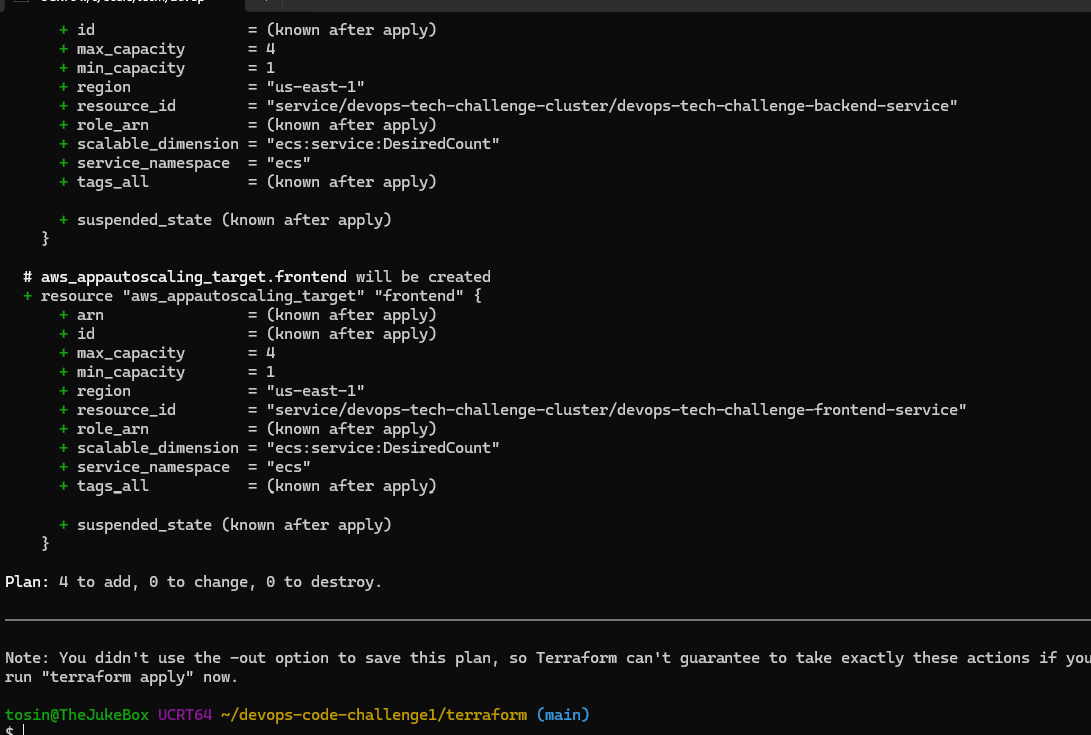 + id = (known after apply)
+ max_capacity = 4
+ min_capacity = 1
+ region = "us-east-1"
+ resource_id = "service/devops-tech-challenge-cluster/devops-tech-challenge-backend-service"
+ role_arn = (known after apply)
+ scalable_dimension = "ecs:service:DesiredCount"
+ service_namespace = "ecs"
+ tags_all = (known after apply)
+ suspended_state (known after apply)
}
# aws_appautoscaling_target.frontend will be created
+ resource "aws_appautoscaling_target" "frontend" {
+ arn = (known after apply)
+ id = (known after apply)
+ max_capacity = 4
+ min_capacity = 1
+ region = "us-east-1"
+ resource_id = "service/devops-tech-challenge-cluster/devops-tech-challenge-frontend-service"
+ role_arn = (known after apply)
+ scalable_dimension = "ecs:service:DesiredCount"
+ service_namespace = "ecs"
+ tags_all = (known after apply)
+ suspended_state (known after apply)
}
Plan: 4 to add, 0 to change, 0 to destroy.
Note: You didn't use the -out option to save this plan, so Terraform can't guarantee to take exactly these actions if you
run "terraform apply" now.
tosin@TheJukeBox UCRT64 ~/devops-code-challenge1/terraform (main)
$